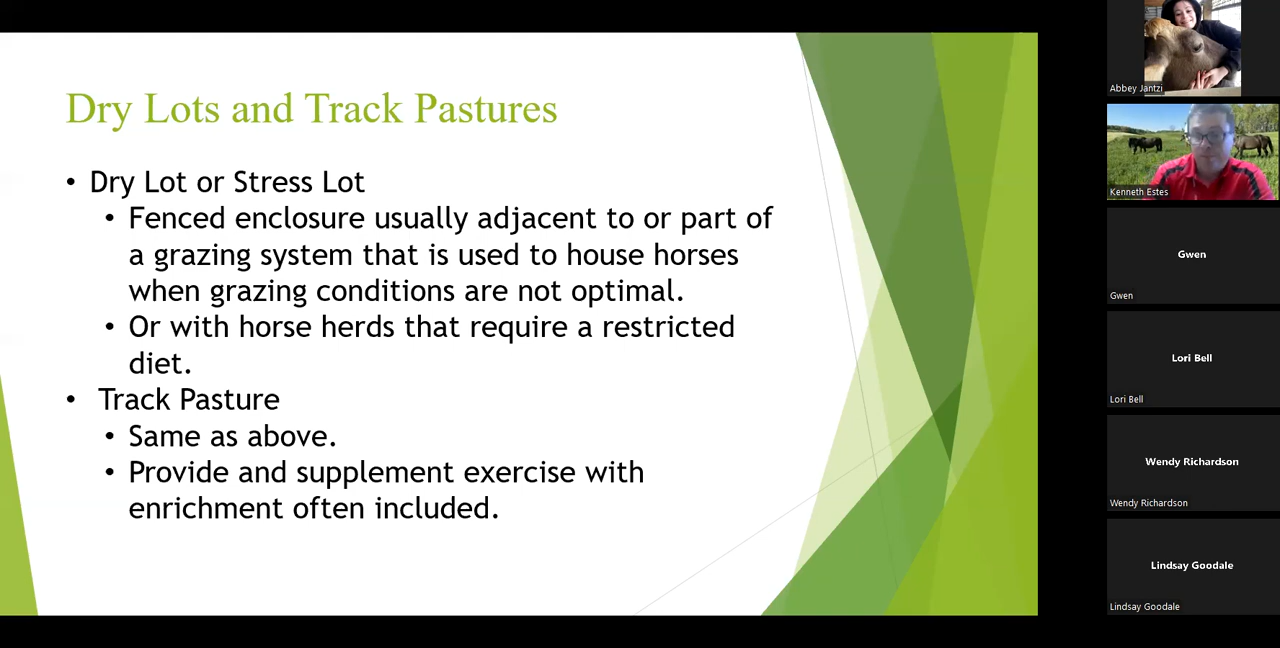 Dry Lots and Track Pastures
• Dry Lot or Stress Lot
• Fenced enclosure usually adjacent to or part of
a grazing system that is used to house horses
when grazing conditions are not optimal.
• Or with horse herds that require a restricted
diet.
• Track Pasture
• Same as above.
• Provide and supplement exercise with
enrichment often included.
Abbey Jantzi
Kenneth Estes
Gwen
Gwen
Lori Bell
Lori Bell
Wendy Richardson
Wendy Richardson
Lindsay Goodale
Lindsay Goodale